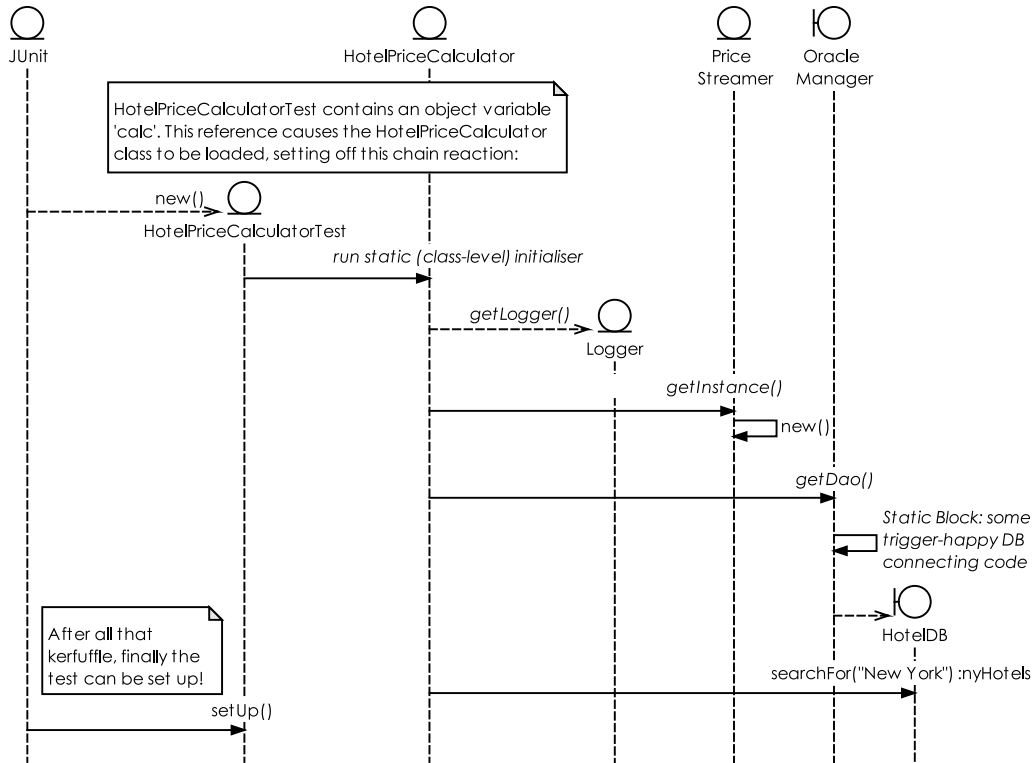 JUnit
HotelPriceCalculator
Price
Streamer
Oracle
Manager
HotelPriceCalculatorTest contains an object variable
'calc'. This reference causes the HotelPriceCalculator
class to be loaded, setting off this chain reaction:
new()
HotelPriceCalculatorTest
run static (class-level) initialiser
getLogger()
Logger
getInstance()
new()
getDao()
Static Block: some
trigger-happy DB
connecting code
HotelDB
After all that
kerfuffle, finally the
test can be set up!
searchFor("New York") :nyHotels
setUp()